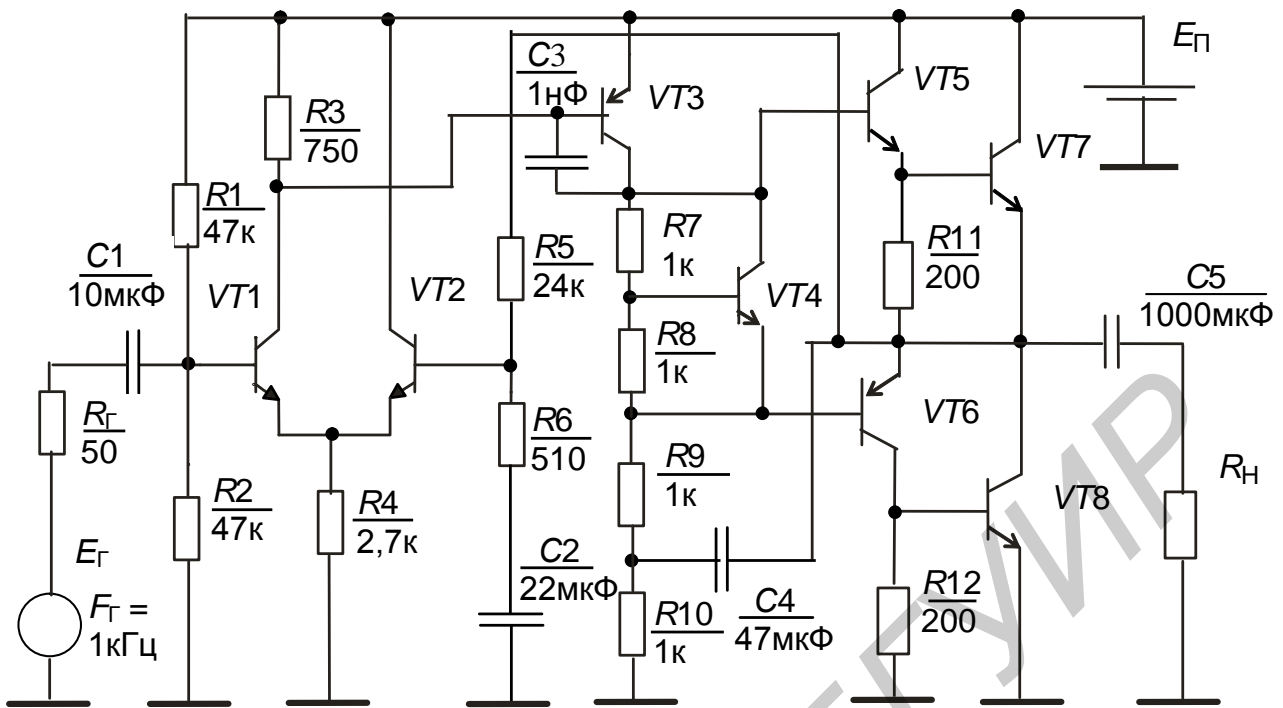 C3
1нФ
VT3
VT5
EП
R3
750
VT7
R1
47к
C1
10мкФ
VT1
VT2
R5
24к
R7
1к
VT4
R11
200
C5
1000мкФ
R8
1к
VT6
RГ
50
R6
510
R2
47к
R4
2,7к
R9
1к
VT8
RН
EГ
FГ =
1кГц
C2
22мкФ
R10
1к
C4
47мкФ
R12
200
БГУИР